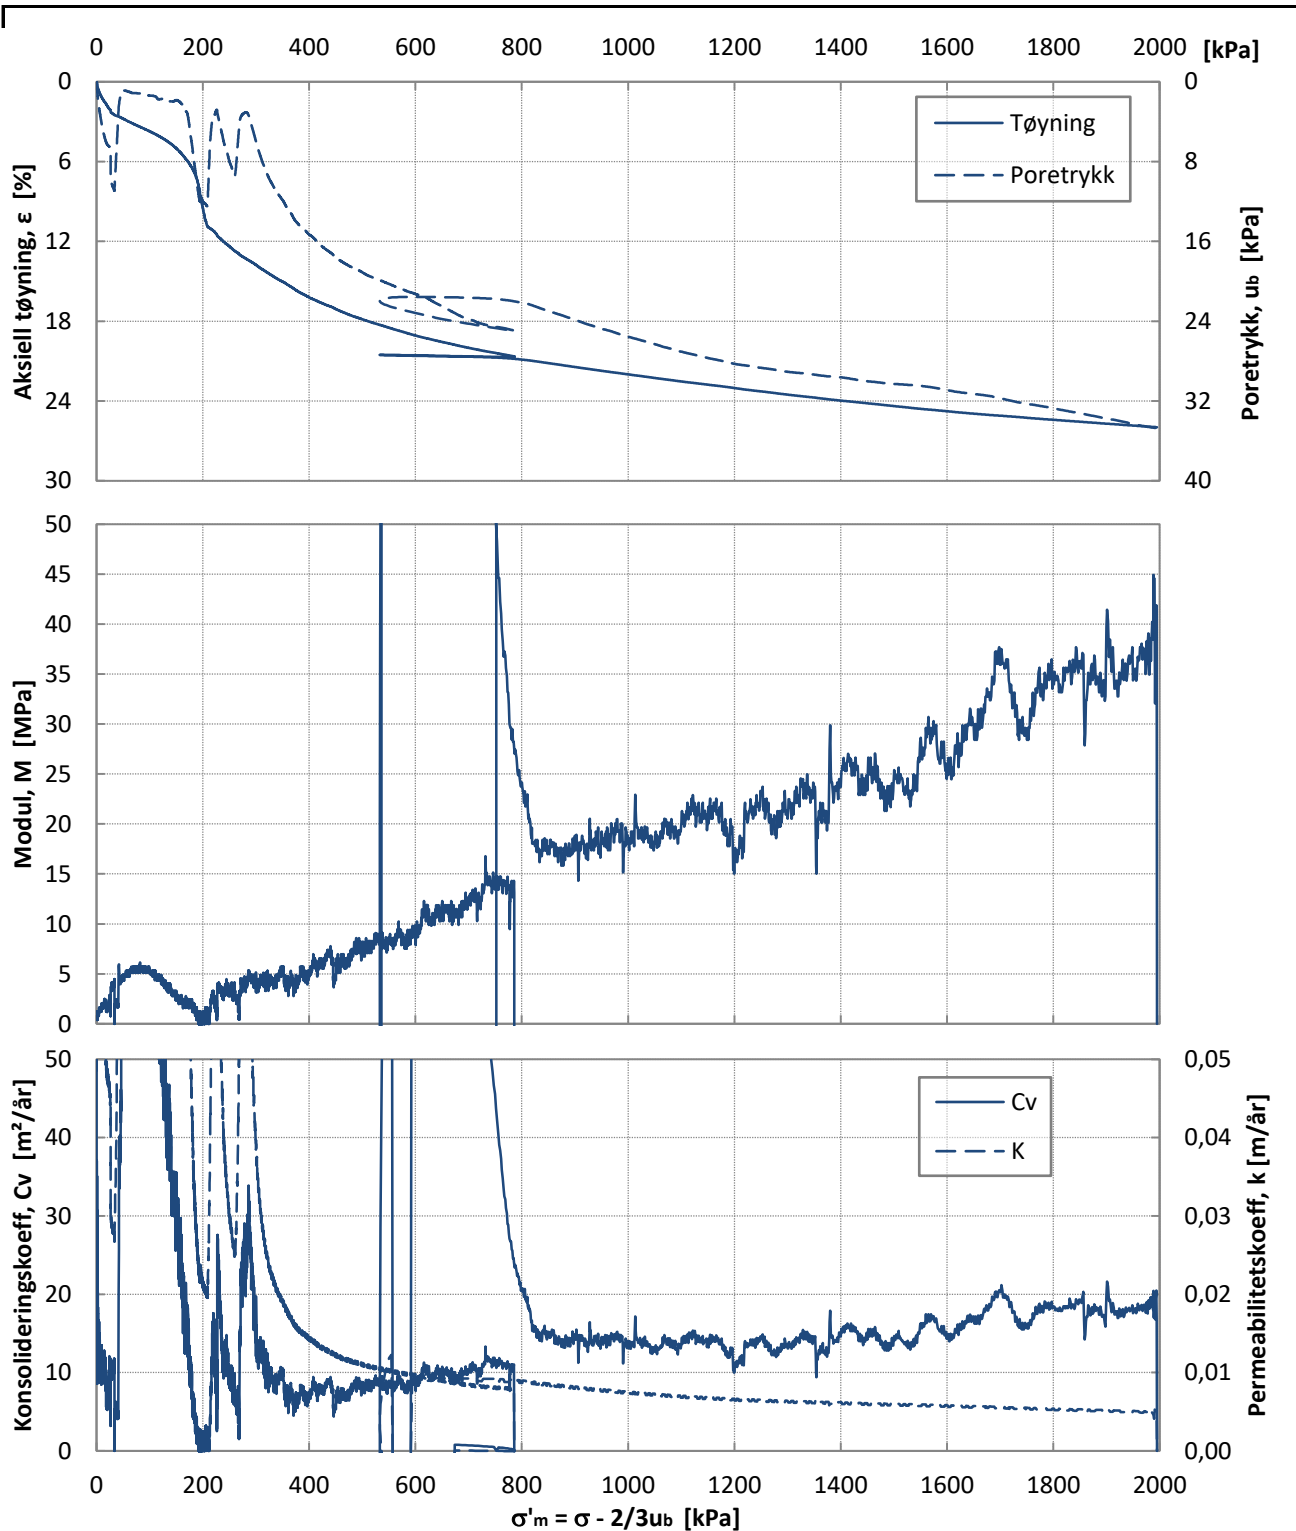 0 200 400 600 800 1000 1200 1400 1600 1800 2000 [kPa]
0 0
Tøyning
6 8
Poretrykk
12 16
18 24
24 32
30 40
Aksiell tøyning, ε [%]
Poretrykk, ub [kPa]
50
45
40
35
30
25
20
15
10
5
0
Modul, M [MPa]
50 0,05
Cv
40 0,04
K
30 0,03
20 0,02
10 0,01
0 0,00
Konsolideringskoeff, Cv [m²/år]
Permeabilitetskoeff, k [m/år]
0 200 400 600 800 1000 1200 1400 1600 1800 2000
σ'm = σ - 2/3ub [kPa]